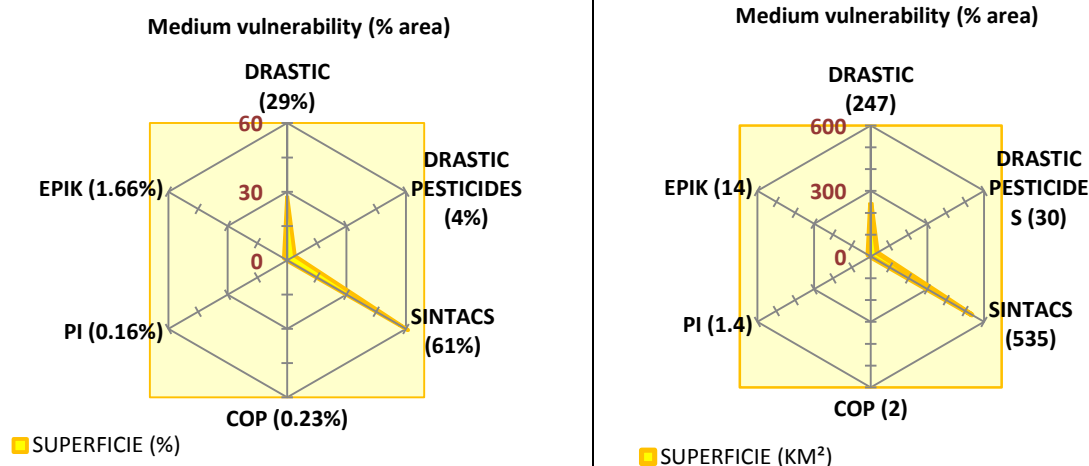 Medium vulnerability (% area)
DRASTIC
(29%)
60
DRASTIC
PESTICIDES
(4%)
EPIK (1.66%)
30
0
SINTACS
(61%)
PI (0.16%)
COP (0.23%)
SUPERFICIE (%)
Medium vulnerability (% area)
DRASTIC
(247)
600
DRASTIC
PESTICIDE
S (30)
EPIK (14)
300
0
SINTACS
(535)
PI (1.4)
COP (2)
SUPERFICIE (KM²)